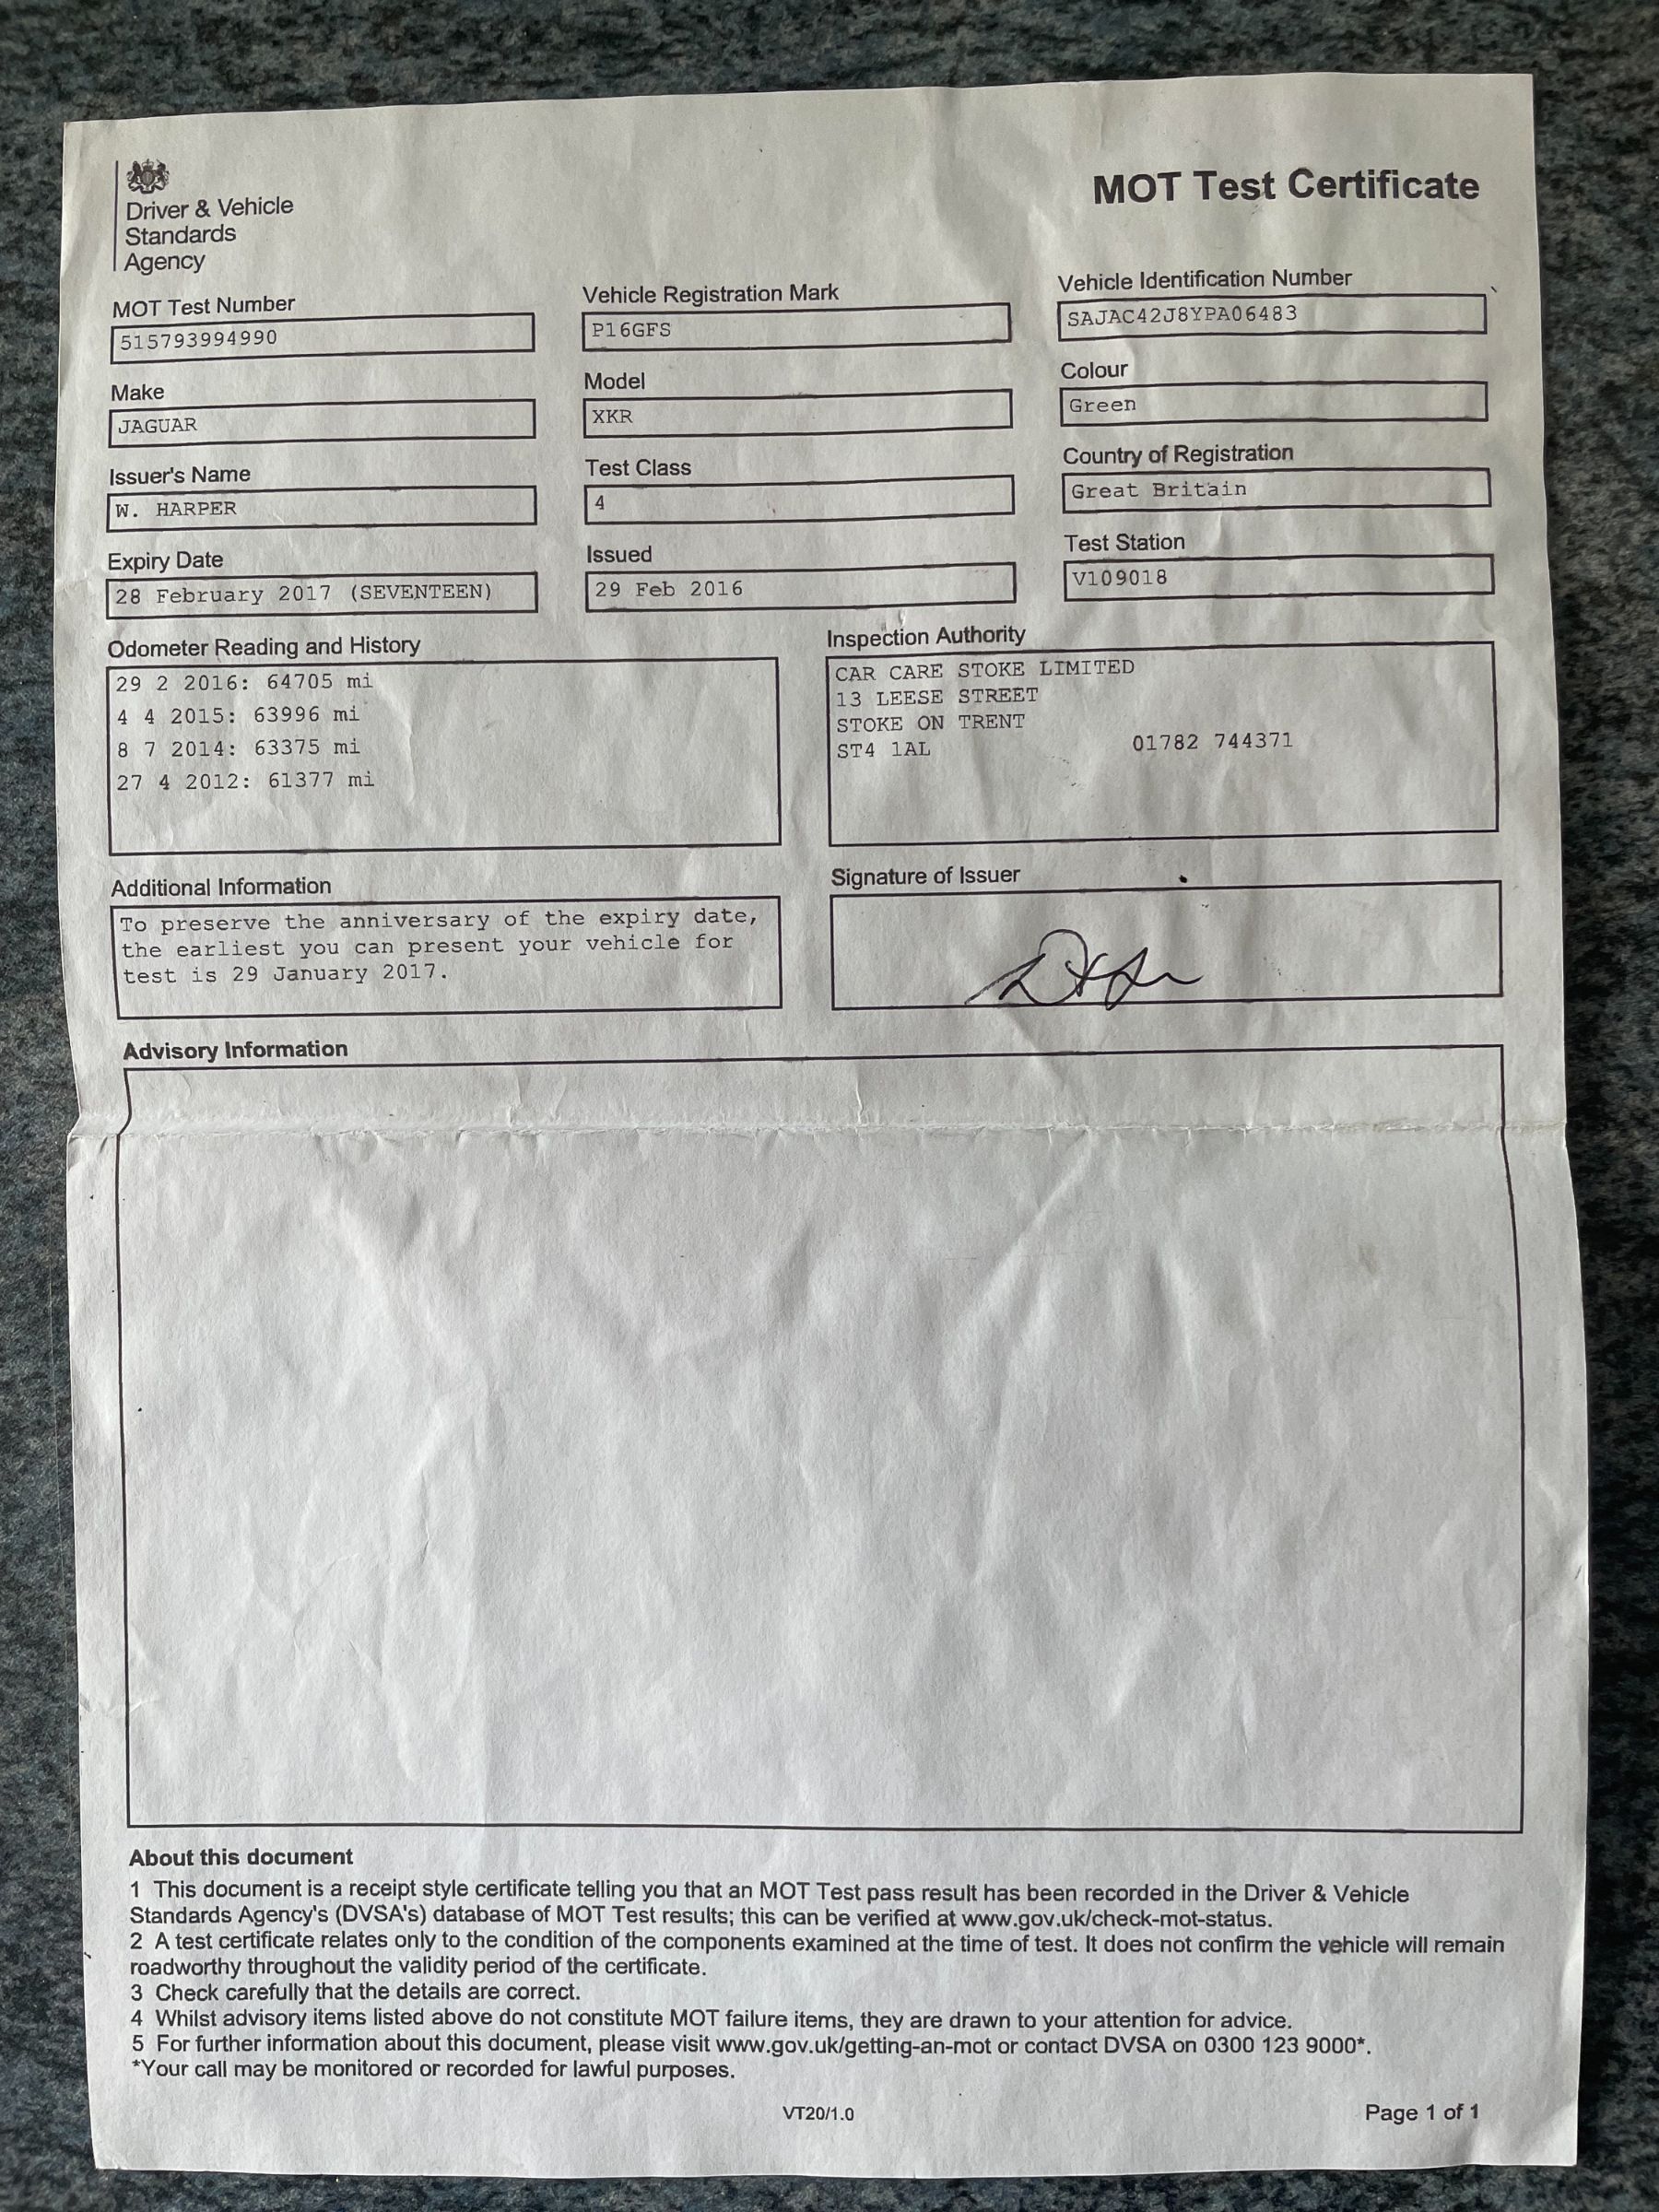 Driver & Vehicle
Standards
Agency
MOT Test Certificate
MOT Test Number
515793994990
Vehicle Registration Mark
P16GFS
Vehicle Identification Number
SAJAC42J8YPA06483
Make
JAGUAR
Model
XKR
Colour
Green
Issuer's Name
W. HARPER
Test Class
4
Country of Registration
Great Britain
Expiry Date
28 February 2017 (SEVENTEEN)
Issued
29 Feb 2016
Test Station
V109018
Odometer Reading and History
29 2 2016: 64705 mi
4 4 2015: 63996 mi
8 7 2014: 63375 mi
27 4 2012: 61377 mi
Inspection Authority
CAR CARE STOKE LIMITED
13 LEESE STREET
STOKE ON TRENT
ST4 1AL 01782 744371
Additional Information
To preserve the anniversary of the expiry date,
the earliest you can present your vehicle for
test is 29 January 2017.
Signature of Issuer
Advisory Information
About this document
1 This document is a receipt style certificate telling you that an MOT Test pass result has been recorded in the Driver & Vehicle
Standards Agency's (DVSA's) database of MOT Test results; this can be verified at www.gov.uk/check-mot-status.
2 A test certificate relates only to the condition of the components examined at the time of test. It does not confirm the vehicle will remain
roadworthy throughout the validity period of the certificate.
3 Check carefully that the details are correct.
4 Whilst advisory items listed above do not constitute MOT failure items, they are drawn to your attention for advice.
5 For further information about this document, please visit www.gov.uk/getting-an-mot or contact DVSA on 0300 123 9000*.
*Your call may be monitored or recorded for lawful purposes.
VT20/1.0
Page 1 of 1